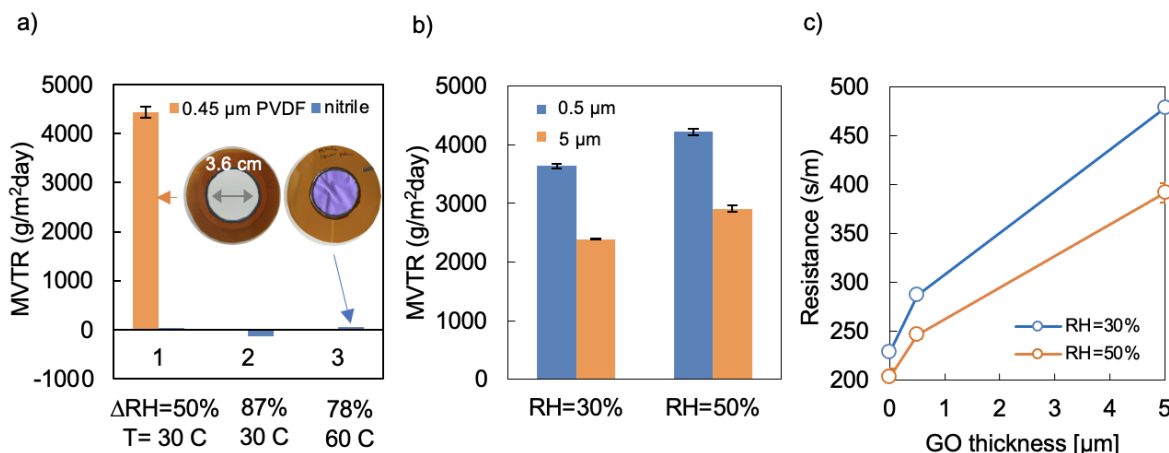 a)
MVTR (g/m²day)
5000
4000
3000
2000
1000
0
-1000
0.45 µm PVDF
nitrile
3.6 cm
1
2
3
ΔRH=50%
87%
78%
T= 30 C
30 C
60 C
b)
MVTR (g/m²day)
5000
4000
3000
2000
1000
0
0.5 µm
5 µm
RH=30%
RH=50%
c)
Resistance (s/m)
500
450
400
350
300
250
200
RH=30%
RH=50%
0
1
2
3
4
5
GO thickness [µm]